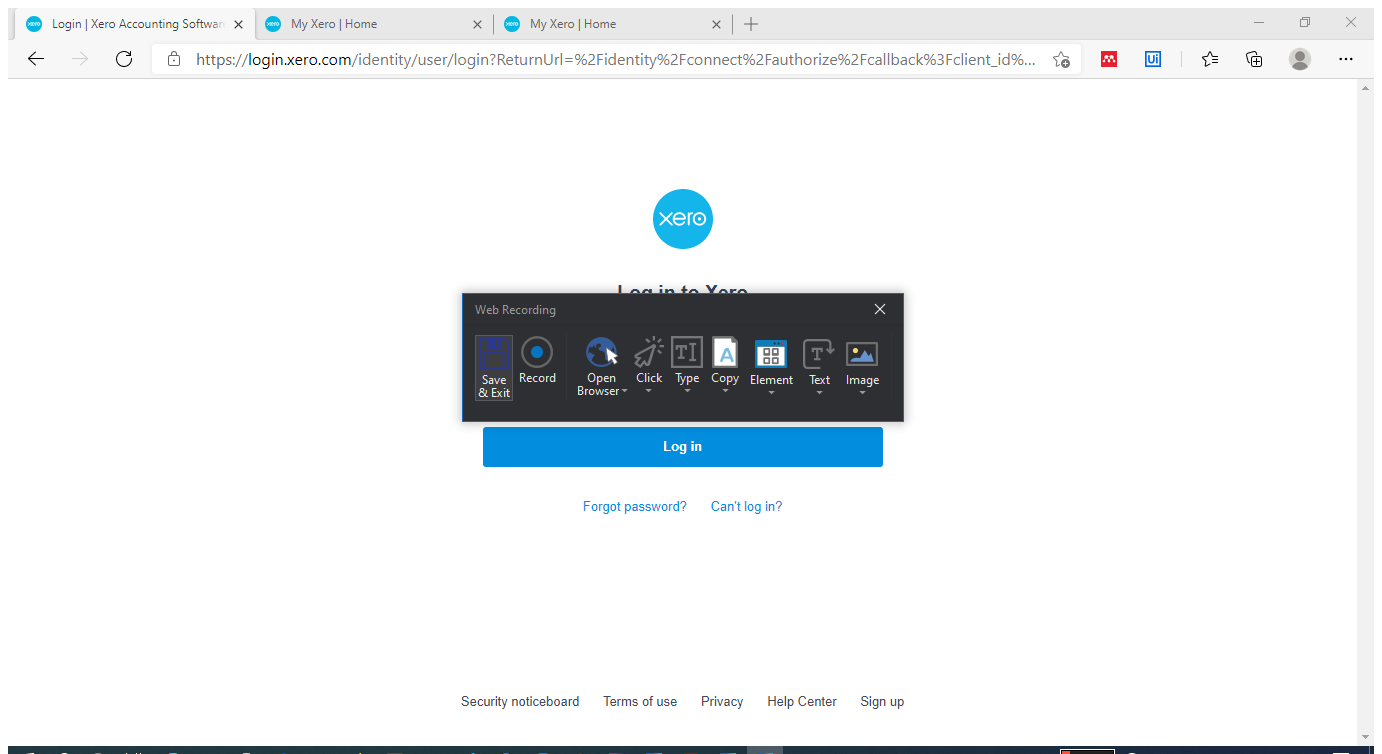 Login | Xero Accounting Softwar
My Xero | Home
My Xero | Home
https://login.xero.com/identity/user/login?ReturnUrl=%2Fidentity%2Fconnect%2Fauthorize%2Fcallback%3Fclient_id%...
Ui
xero
Log in to Xero
Web Recording
Save & Exit
Record
Open Browser
Click
TI
Type
A
Copy
Element
T
Text
Image
Log in
Forgot password?
Can't log in?
Security noticeboard
Terms of use
Privacy
Help Center
Sign up